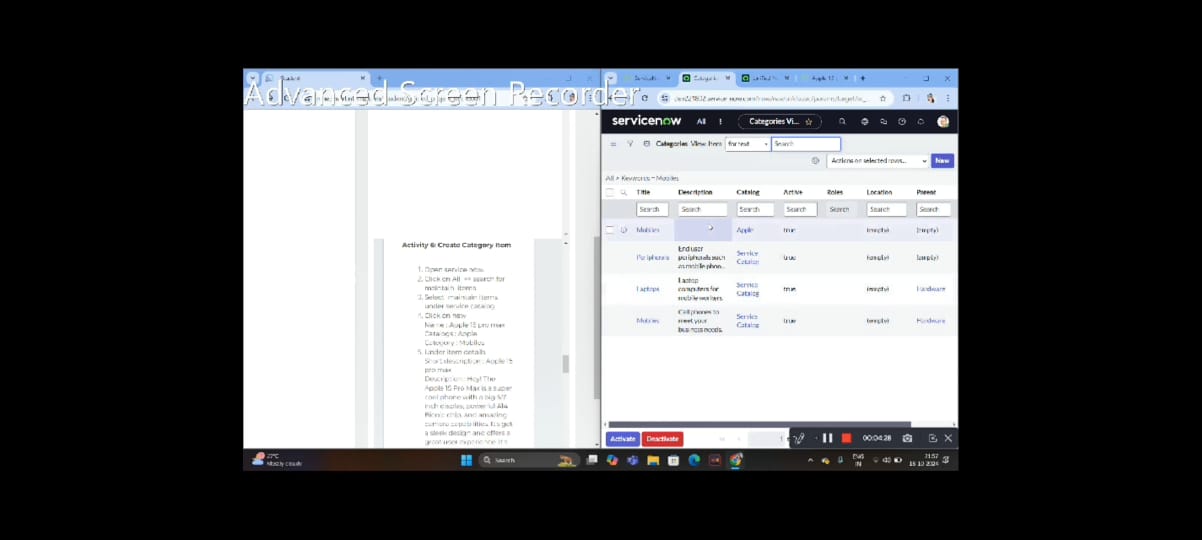 Student
Advanced Screen Recorder
servicenow All Categories Vi...
Categories View: Item for text Search
Actions on selected rows... New
All > Keywords = Mobiles
Title Description Catalog Active Roles Location Parent
Search Search Search Search Search Search Search
Mobiles Apple true (empty) (empty)
Peripherals End user peripherals such as mobile phon... Service Catalog true (empty) (empty)
Laptops Laptop computers for mobile workers. Service Catalog true (empty) Hardware
Mobiles Cell phones to meet your business needs. Service Catalog true (empty) Hardware
Activate Deactivate 1
00:04:28
Activity 6: Create Category Item
1. Open service now.
2. Click on All >> search for
maintain items
3. Select maintain items
under service catalog
4. Click on new
Name : Apple 15 pro max
Catalogs : Apple
Category : Mobiles
5. Under item details
Short description : Apple 15
pro max
Description : Hey! The
Apple 15 Pro Max is a super
cool phone with a big 6.7
inch display, powerful A14
Bionic chip, and amazing
camera capabilities. It's got
a sleek design and offers a
great user experience. It's
27°C
Mostly cloudy
Search
ENG
IN
21:57
18-10-2024